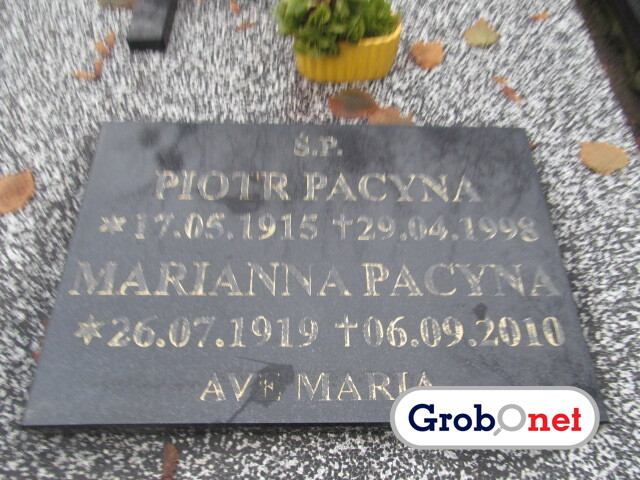 Ś.P.
PIOTR PACYNA
*17.05.1915 †29.04.1998
MARIANNA PACYNA
*26.07.1919 †06.09.2010
AVE MARIA
Grobonet